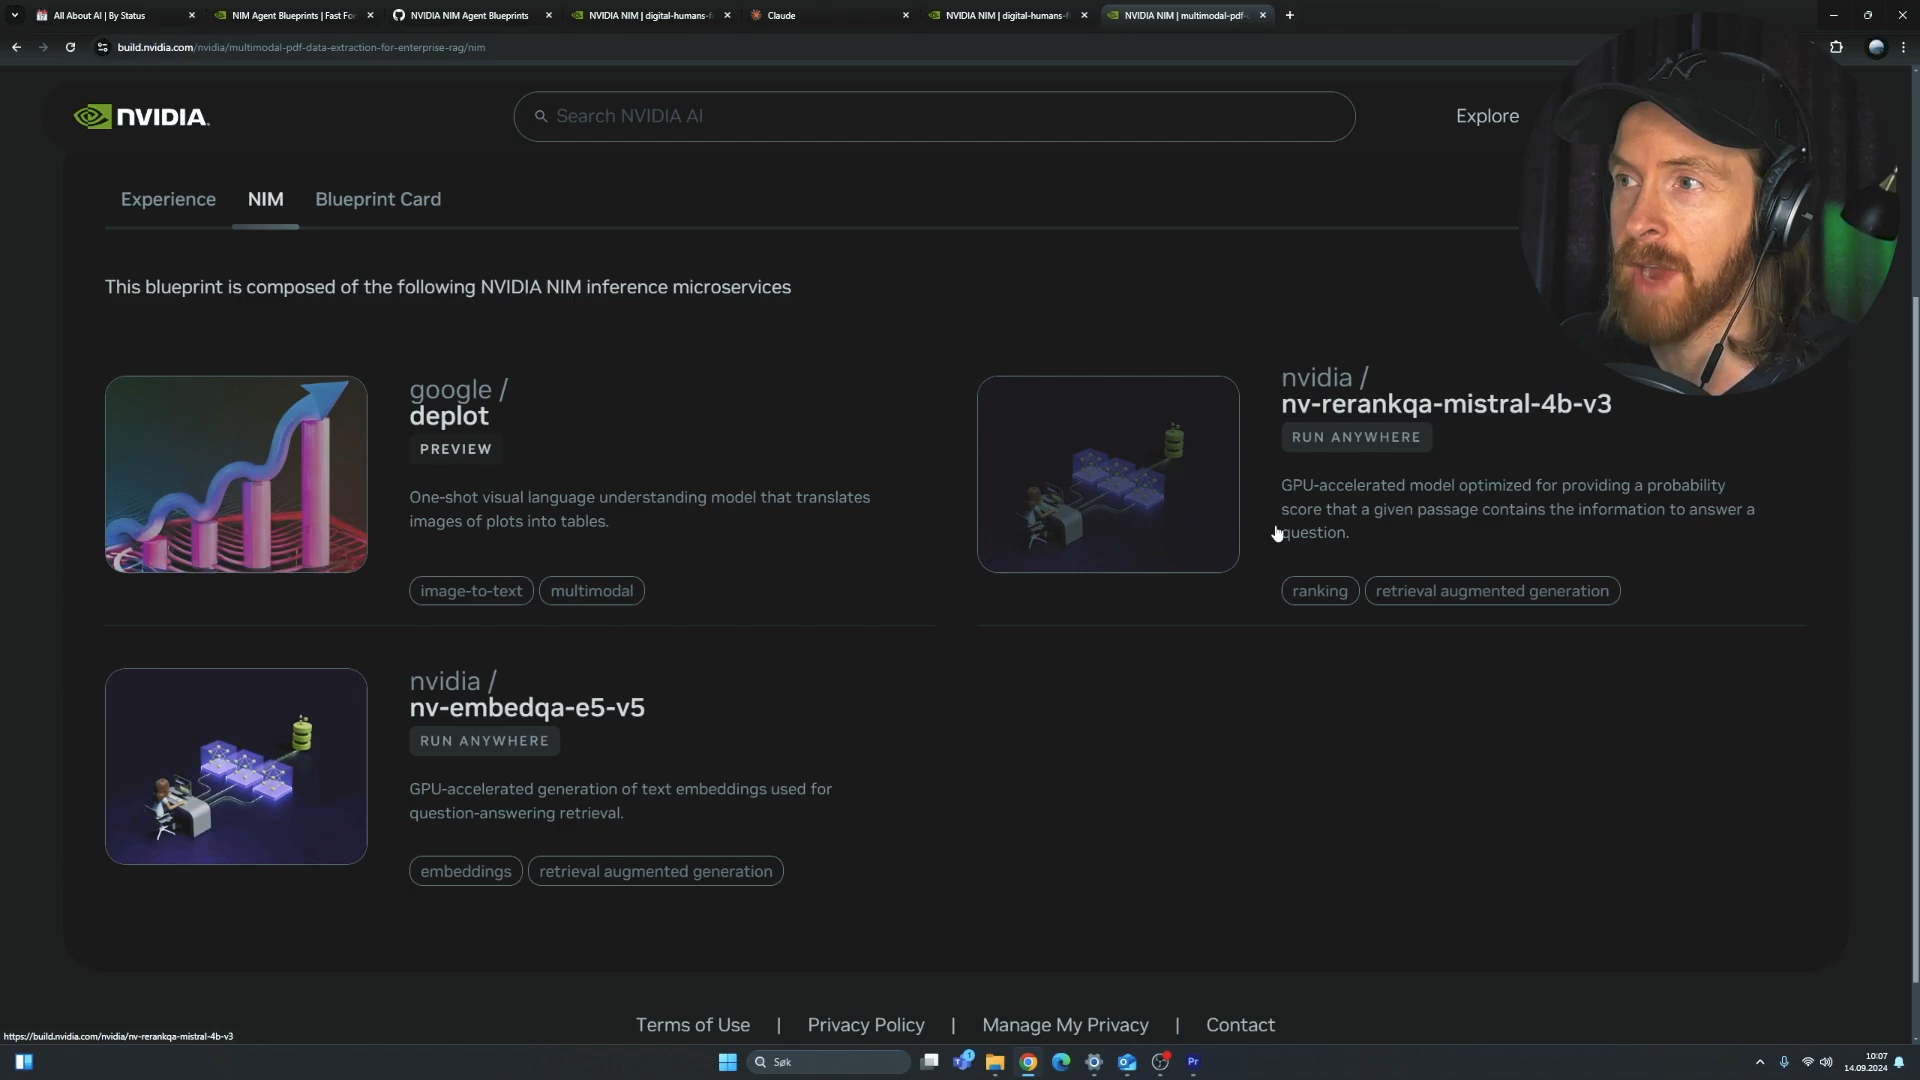 All About AI | By Status
NIM Agent Blueprints | Fast For
NVIDIA NIM Agent Blueprints
NVIDIA NIM | digital-humans-f
Claude
NVIDIA NIM | digital-humans-f
NVIDIA NIM | multimodal-pdf-
build.nvidia.com/nvidia/multimodal-pdf-data-extraction-for-enterprise-rag/nim
NVIDIA.
Search NVIDIA AI
Explore
Experience
NIM
Blueprint Card
This blueprint is composed of the following NVIDIA NIM inference microservices
google /
deplot
PREVIEW
One-shot visual language understanding model that translates
images of plots into tables.
image-to-text
multimodal
nvidia /
nv-rerankqa-mistral-4b-v3
RUN ANYWHERE
GPU-accelerated model optimized for providing a probability
score that a given passage contains the information to answer a
question.
ranking
retrieval augmented generation
nvidia /
nv-embedqa-e5-v5
RUN ANYWHERE
GPU-accelerated generation of text embeddings used for
question-answering retrieval.
embeddings
retrieval augmented generation
Terms of Use | Privacy Policy | Manage My Privacy | Contact
https://build.nvidia.com/nvidia/nv-rerankqa-mistral-4b-v3
Søk
1
Pr
10:07
14.09.2024